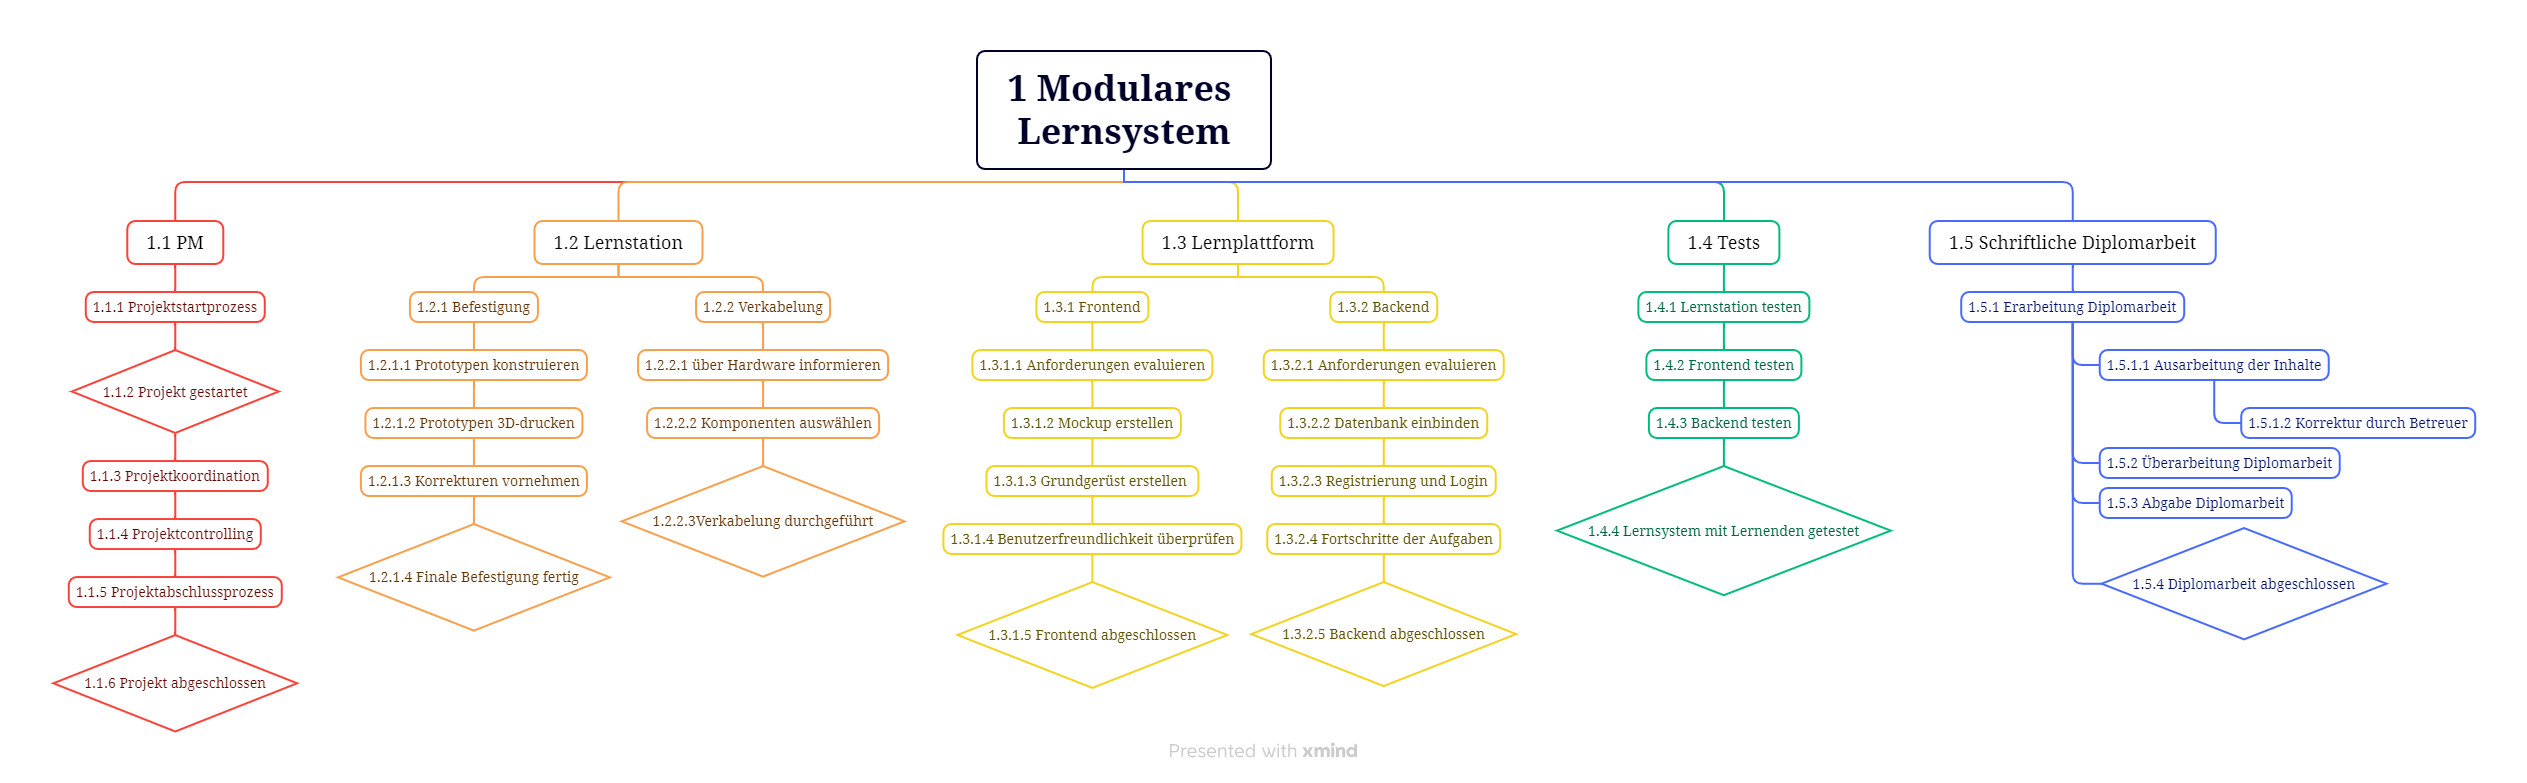 1 Modulares
Lernsystem
1.1 PM
1.1.1 Projektstartprozess
1.1.2 Projekt gestartet
1.1.3 Projektkoordination
1.1.4 Projektcontrolling
1.1.5 Projektabschlussprozess
1.1.6 Projekt abgeschlossen
1.2 Lernstation
1.2.1 Befestigung
1.2.1.1 Prototypen konstruieren
1.2.1.2 Prototypen 3D-drucken
1.2.1.3 Korrekturen vornehmen
1.2.1.4 Finale Befestigung fertig
1.2.2 Verkabelung
1.2.2.1 über Hardware informieren
1.2.2.2 Komponenten auswählen
1.2.2.3Verkabelung durchgeführt
1.3 Lernplattform
1.3.1 Frontend
1.3.1.1 Anforderungen evaluieren
1.3.1.2 Mockup erstellen
1.3.1.3 Grundgerüst erstellen
1.3.1.4 Benutzerfreundlichkeit überprüfen
1.3.1.5 Frontend abgeschlossen
1.3.2 Backend
1.3.2.1 Anforderungen evaluieren
1.3.2.2 Datenbank einbinden
1.3.2.3 Registrierung und Login
1.3.2.4 Fortschritte der Aufgaben
1.3.2.5 Backend abgeschlossen
1.4 Tests
1.4.1 Lernstation testen
1.4.2 Frontend testen
1.4.3 Backend testen
1.4.4 Lernsystem mit Lernenden getestet
1.5 Schriftliche Diplomarbeit
1.5.1 Erarbeitung Diplomarbeit
1.5.1.1 Ausarbeitung der Inhalte
1.5.1.2 Korrektur durch Betreuer
1.5.2 Überarbeitung Diplomarbeit
1.5.3 Abgabe Diplomarbeit
1.5.4 Diplomarbeit abgeschlossen
Presented with xmind